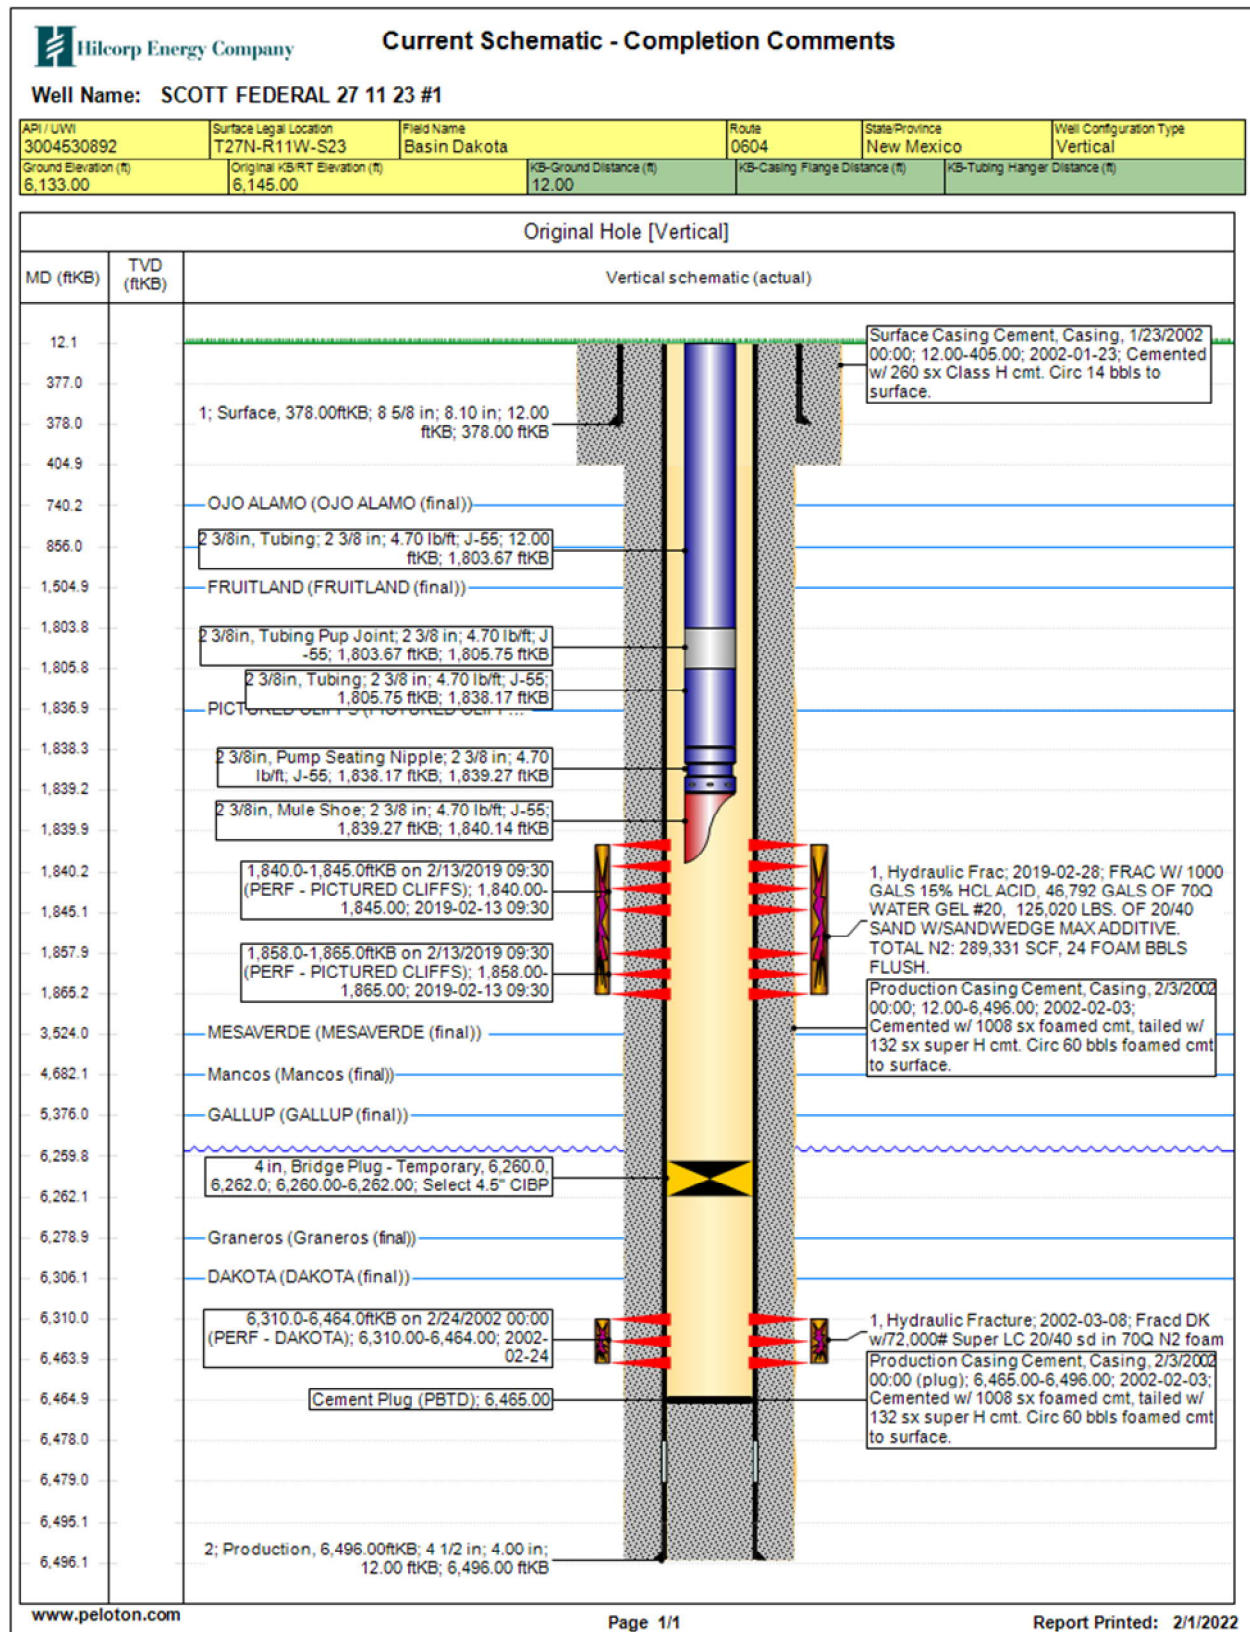 Hilcorp Energy Company
Current Schematic - Completion Comments
Well Name: SCOTT FEDERAL 27 11 23 #1
API / UWI
3004530892
Surface Legal Location
T27N-R11W-S23
Field Name
Basin Dakota
Route
0604
State/Province
New Mexico
Well Configuration Type
Vertical
Ground Elevation (ft)
6,133.00
Original KB/RT Elevation (ft)
6,145.00
KB-Ground Distance (ft)
12.00
KB-Casing Flange Distance (ft)
KB-Tubing Hanger Distance (ft)
Original Hole [Vertical]
MD (ftKB)
TVD
(ftKB)
Vertical schematic (actual)
12.1
377.0
378.0
404.9
740.2
856.0
1,504.9
1,803.8
1,805.8
1,836.9
1,838.3
1,839.2
1,839.9
1,840.2
1,845.1
1,857.9
1,865.2
3,524.0
4,682.1
5,376.0
6,259.8
6,262.1
6,278.9
6,306.1
6,310.0
6,463.9
6,464.9
6,478.0
6,479.0
6,495.1
6,496.1
1; Surface, 378.00ftKB; 8 5/8 in; 8.10 in; 12.00
ftKB; 378.00 ftKB
OJO ALAMO (OJO ALAMO (final))
2 3/8in, Tubing; 2 3/8 in; 4.70 lb/ft; J-55; 12.00
ftKB; 1,803.67 ftKB
FRUITLAND (FRUITLAND (final))
2 3/8in, Tubing Pup Joint; 2 3/8 in; 4.70 lb/ft; J
-55; 1,803.67 ftKB; 1,805.75 ftKB
2 3/8in, Tubing; 2 3/8 in; 4.70 lb/ft; J-55;
1,805.75 ftKB; 1,838.17 ftKB
PICTURED CLIFFS (PICTURED CLIFF ...
2 3/8in, Pump Seating Nipple; 2 3/8 in; 4.70
lb/ft; J-55; 1,838.17 ftKB; 1,839.27 ftKB
2 3/8in, Mule Shoe; 2 3/8 in; 4.70 lb/ft; J-55;
1,839.27 ftKB; 1,840.14 ftKB
1,840.0-1,845.0ftKB on 2/13/2019 09:30
(PERF - PICTURED CLIFFS); 1,840.00-
1,845.00; 2019-02-13 09:30
1,858.0-1,865.0ftKB on 2/13/2019 09:30
(PERF - PICTURED CLIFFS); 1,858.00-
1,865.00; 2019-02-13 09:30
MESAVERDE (MESAVERDE (final))
Mancos (Mancos (final))
GALLUP (GALLUP (final))
4 in, Bridge Plug - Temporary, 6,260.0,
6,262.0; 6,260.00-6,262.00; Select 4.5" CIBP
Graneros (Graneros (final))
DAKOTA (DAKOTA (final))
6,310.0-6,464.0ftKB on 2/24/2002 00:00
(PERF - DAKOTA); 6,310.00-6,464.00; 2002-
02-24
Cement Plug (PBTD); 6,465.00
2; Production, 6,496.00ftKB; 4 1/2 in; 4.00 in;
12.00 ftKB; 6,496.00 ftKB
Surface Casing Cement, Casing, 1/23/2002
00:00; 12.00-405.00; 2002-01-23; Cemented
w/ 260 sx Class H cmt. Circ 14 bbls to
surface.
1, Hydraulic Frac; 2019-02-28; FRAC W/ 1000
GALS 15% HCL ACID, 46,792 GALS OF 70Q
WATER GEL #20, 125,020 LBS. OF 20/40
SAND W/SANDWEDGE MAX ADDITIVE.
TOTAL N2: 289,331 SCF, 24 FOAM BBLS
FLUSH.
Production Casing Cement, Casing, 2/3/2002
00:00; 12.00-6,496.00; 2002-02-03;
Cemented w/ 1008 sx foamed cmt, tailed w/
132 sx super H cmt. Circ 60 bbls foamed cmt
to surface.
1, Hydraulic Fracture; 2002-03-08; Fracd DK
w/72,000# Super LC 20/40 sd in 70Q N2 foam
Production Casing Cement, Casing, 2/3/2002
00:00 (plug); 6,465.00-6,496.00; 2002-02-03;
Cemented w/ 1008 sx foamed cmt, tailed w/
132 sx super H cmt. Circ 60 bbls foamed cmt
to surface.
www.peloton.com
Page 1/1
Report Printed: 2/1/2022